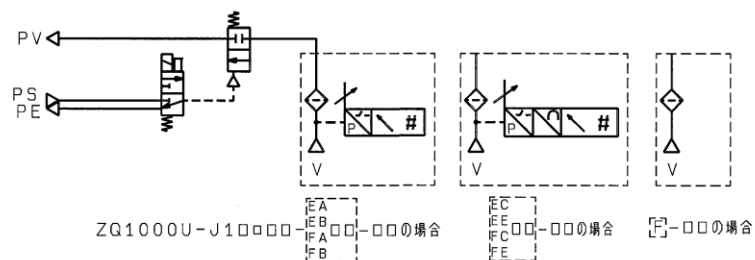 PV
PS
PE
P
#
V
P
#
V
V
ZQ1000U-J1□□□□-
EA
EB
FA
FB
□□-□□の場合
EC
EE
FC
FE
□□-□□の場合
F-□□の場合